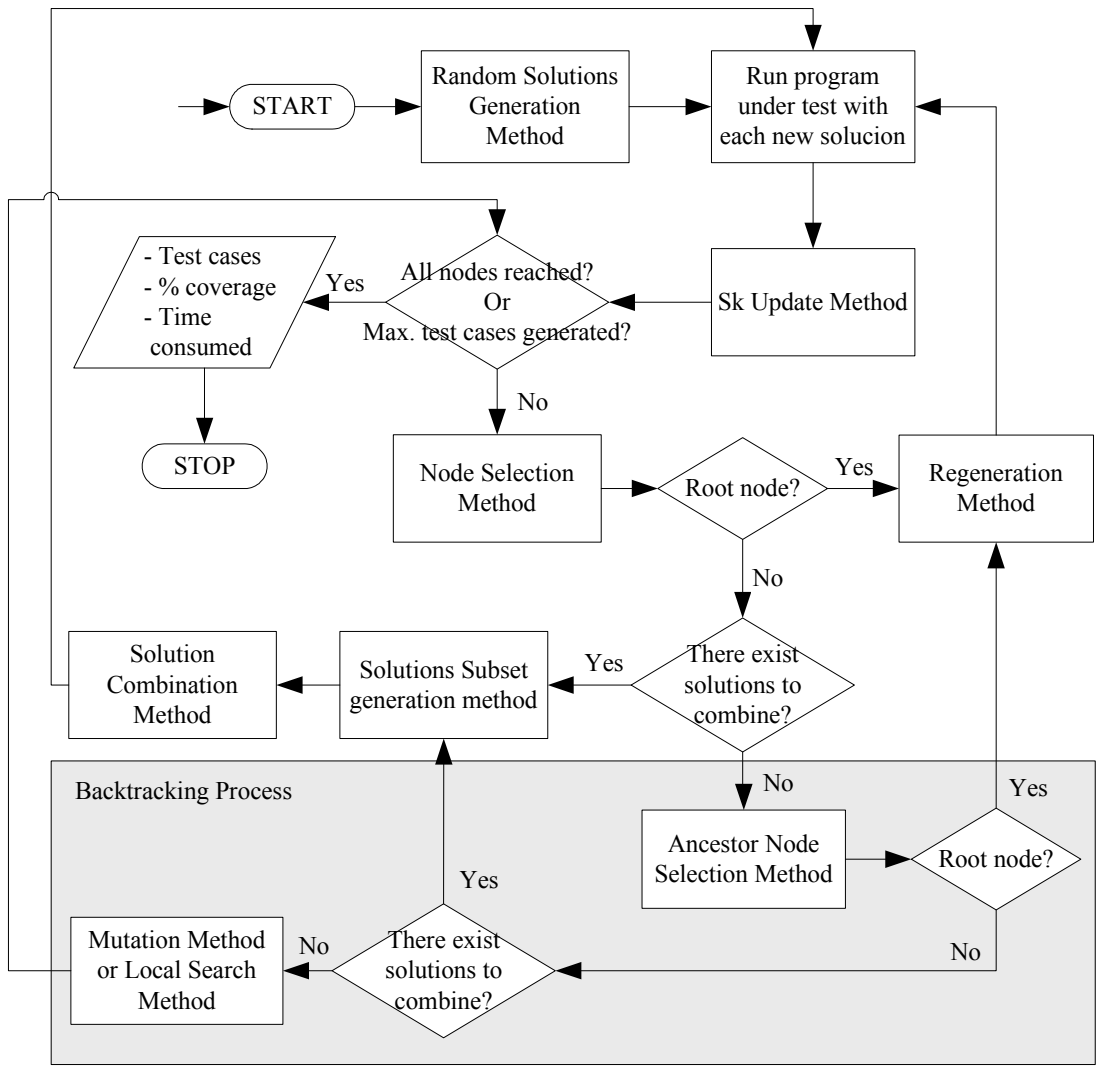 START
Random Solutions
Generation
Method
Run program
under test with
each new solucion
- Test cases
- % coverage
- Time
consumed
Yes
All nodes reached?
Or
Max. test cases generated?
Sk Update Method
No
STOP
Node Selection
Method
Root node?
Yes
Regeneration
Method
No
Solution
Combination
Method
Solutions Subset
generation method
Yes
There exist
solutions to
combine?
No
Backtracking Process
Yes
Ancestor Node
Selection Method
Root node?
Yes
No
Mutation Method
or Local Search
Method
No
There exist
solutions to
combine?